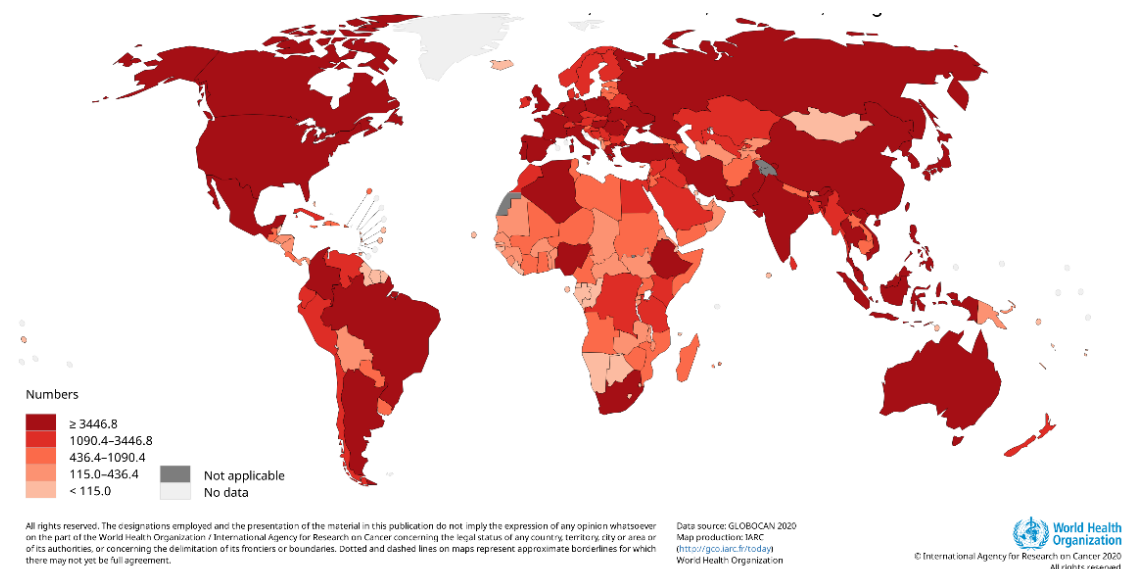 Numbers
≥ 3446.8
1090.4–3446.8
436.4–1090.4
115.0–436.4
< 115.0
Not applicable
No data
All rights reserved. The designations employed and the presentation of the material in this publication do not imply the expression of any opinion whatsoever
on the part of the World Health Organization / International Agency for Research on Cancer concerning the legal status of any country, territory, city or area or
of its authorities, or concerning the delimitation of its frontiers or boundaries. Dotted and dashed lines on maps represent approximate borderlines for which
there may not yet be full agreement.
Data source: GLOBOCAN 2020
Map production: IARC
(http://gco.iarc.fr/today)
World Health Organization
World Health
Organization
© International Agency for Research on Cancer 2020
All rights reserved